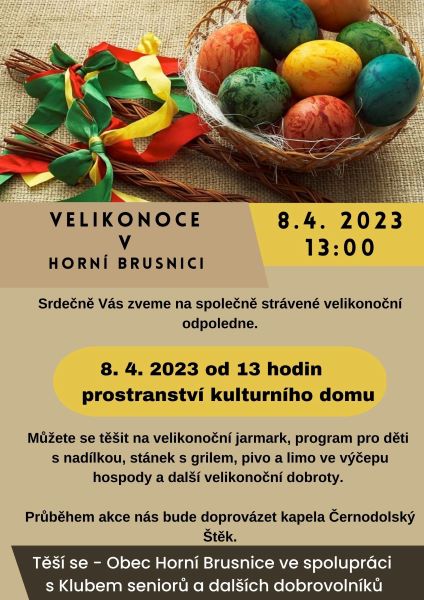 VELIKONOCE
V
HORNÍ BRUSNICI
8.4. 2023
13:00
Srdečně Vás zveme na společně strávené velikonoční
odpoledne.
8. 4. 2023 od 13 hodin
prostranství kulturního domu
Můžete se těšit na velikonoční jarmark, program pro děti
s nadílkou, stánek s grilem, pivo a limo ve výčepu
hospody a další velikonoční dobroty.
Průběhem akce nás bude doprovázet kapela Černodolský
Štěk.
Těší se - Obec Horní Brusnice ve spolupráci
s Klubem seniorů a dalších dobrovolníků